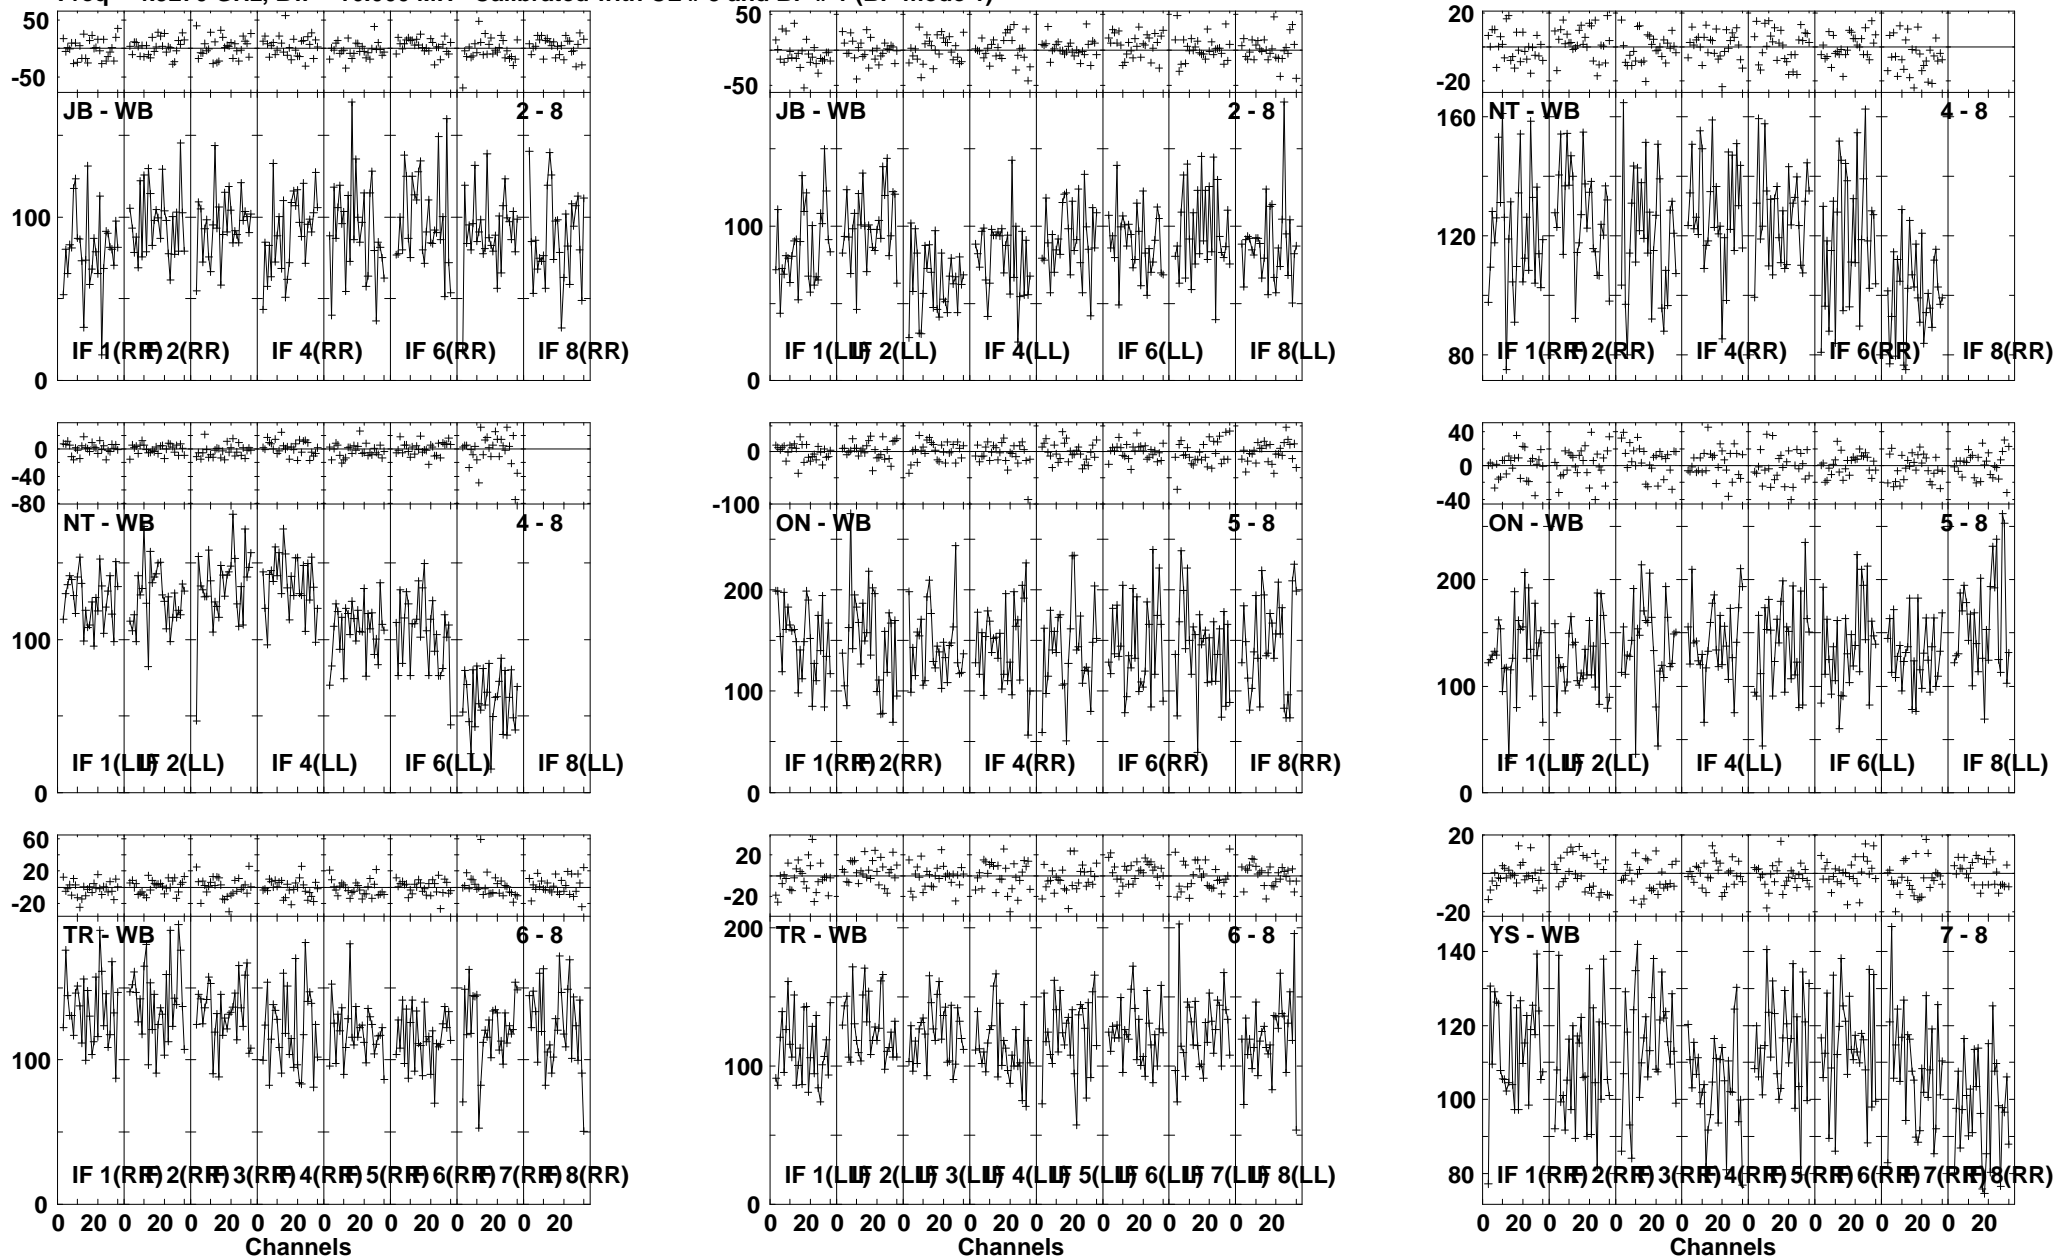 Freq = GHz, Bw = MH Calibrated with CL # and BP # (BP mode 1)
50
-50
JB - WB 2 - 8
100
0
IF 1(RR) IF 2(RR) IF 4(RR) IF 6(RR) IF 8(RR)
50
0
-50
JB - WB 2 - 8
100
0
IF 1(LL) IF 2(LL) IF 4(LL) IF 6(LL) IF 8(LL)
20
-20
NT - WB 4 - 8
160
120
80
IF 1(RR) IF 2(RR) IF 4(RR) IF 6(RR) IF 8(RR)
0
-40
-80
NT - WB 4 - 8
100
0
IF 1(LL) IF 2(LL) IF 4(LL) IF 6(LL) IF 8(LL)
0
-100
ON - WB 5 - 8
200
100
0
IF 1(RR) IF 2(RR) IF 4(RR) IF 6(RR) IF 8(RR)
40
0
-40
ON - WB 5 - 8
200
100
0
IF 1(LL) IF 2(LL) IF 4(LL) IF 6(LL) IF 8(LL)
60
20
-20
TR - WB 6 - 8
100
0
IF 1(RR) IF 2(RR) IF 3(RR) IF 4(RR) IF 5(RR) IF 6(RR) IF 7(RR) IF 8(RR)
0 20 0 20 0 20 0 20 0 20 0 20 0 20 0 20
Channels
20
-20
TR - WB 6 - 8
200
100
0
IF 1(LL) IF 2(LL) IF 3(LL) IF 4(LL) IF 5(LL) IF 6(LL) IF 7(LL) IF 8(LL)
0 20 0 20 0 20 0 20 0 20 0 20 0 20 0 20
Channels
20
0
-20
YS - WB 7 - 8
140
120
100
80
IF 1(RR) IF 2(RR) IF 3(RR) IF 4(RR) IF 5(RR) IF 6(RR) IF 7(RR) IF 8(RR)
0 20 0 20 0 20 0 20 0 20 0 20 0 20 0 20
Channels